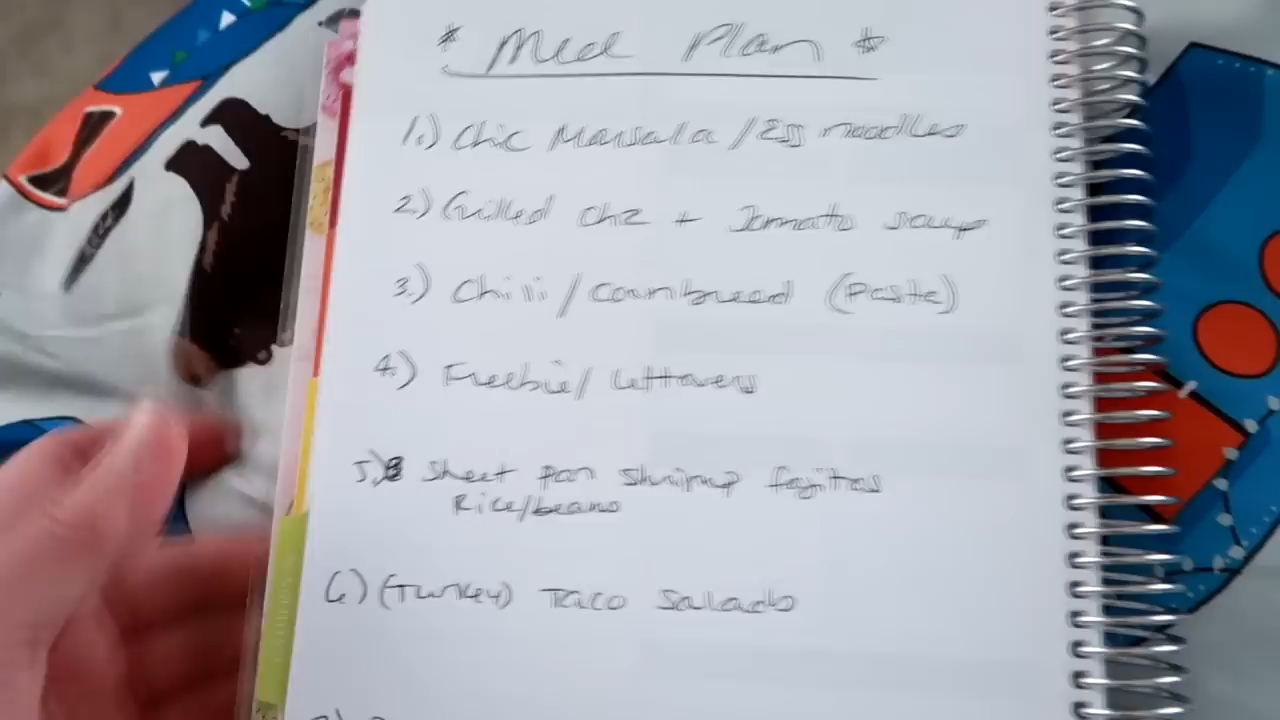 * Meal Plan *
1.) Chic Marsala / Egg noodles
2.) Grilled chz + Tomato soup
3.) Chili / Cornbread (Paste)
4.) Freebie / Leftovers
5.) Sheet pan shrimp fajitas
Rice/beans
6.) (Turkey) Taco Salads